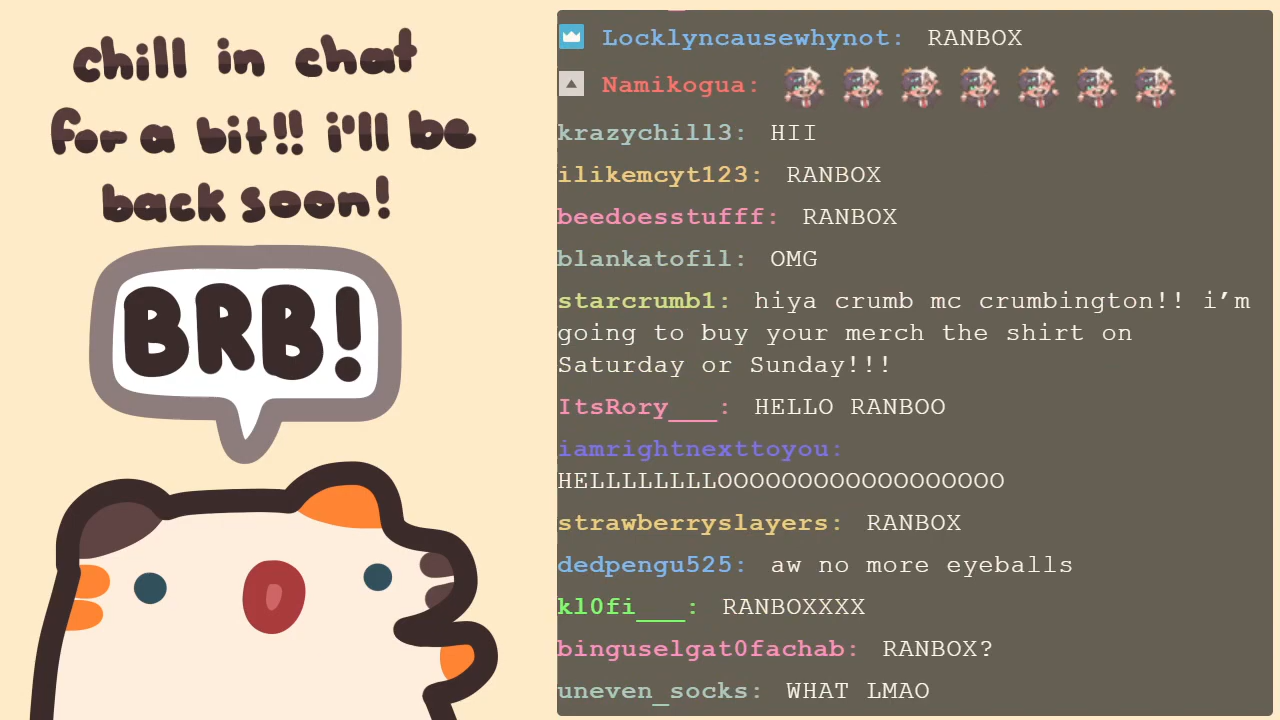 chill in chat
for a bit!! i'll be
back soon!
BRB!
Locklyncausewhynot: RANBOX
Namikogua:
krazychill3: HII
ilikemcyt123: RANBOX
beedoesstufff: RANBOX
blankatofil: OMG
starcrumb1: hiya crumb mc crumbington!! i’m
going to buy your merch the shirt on
Saturday or Sunday!!!
ItsRory___: HELLO RANBOO
iamrightnexttoyou:
HELLLLLLLLOOOOOOOOOOOOOOOOOO
strawberryslayers: RANBOX
dedpengu525: aw no more eyeballs
kl0fi___: RANBOXXXX
binguselgat0fachab: RANBOX?
uneven_socks: WHAT LMAO